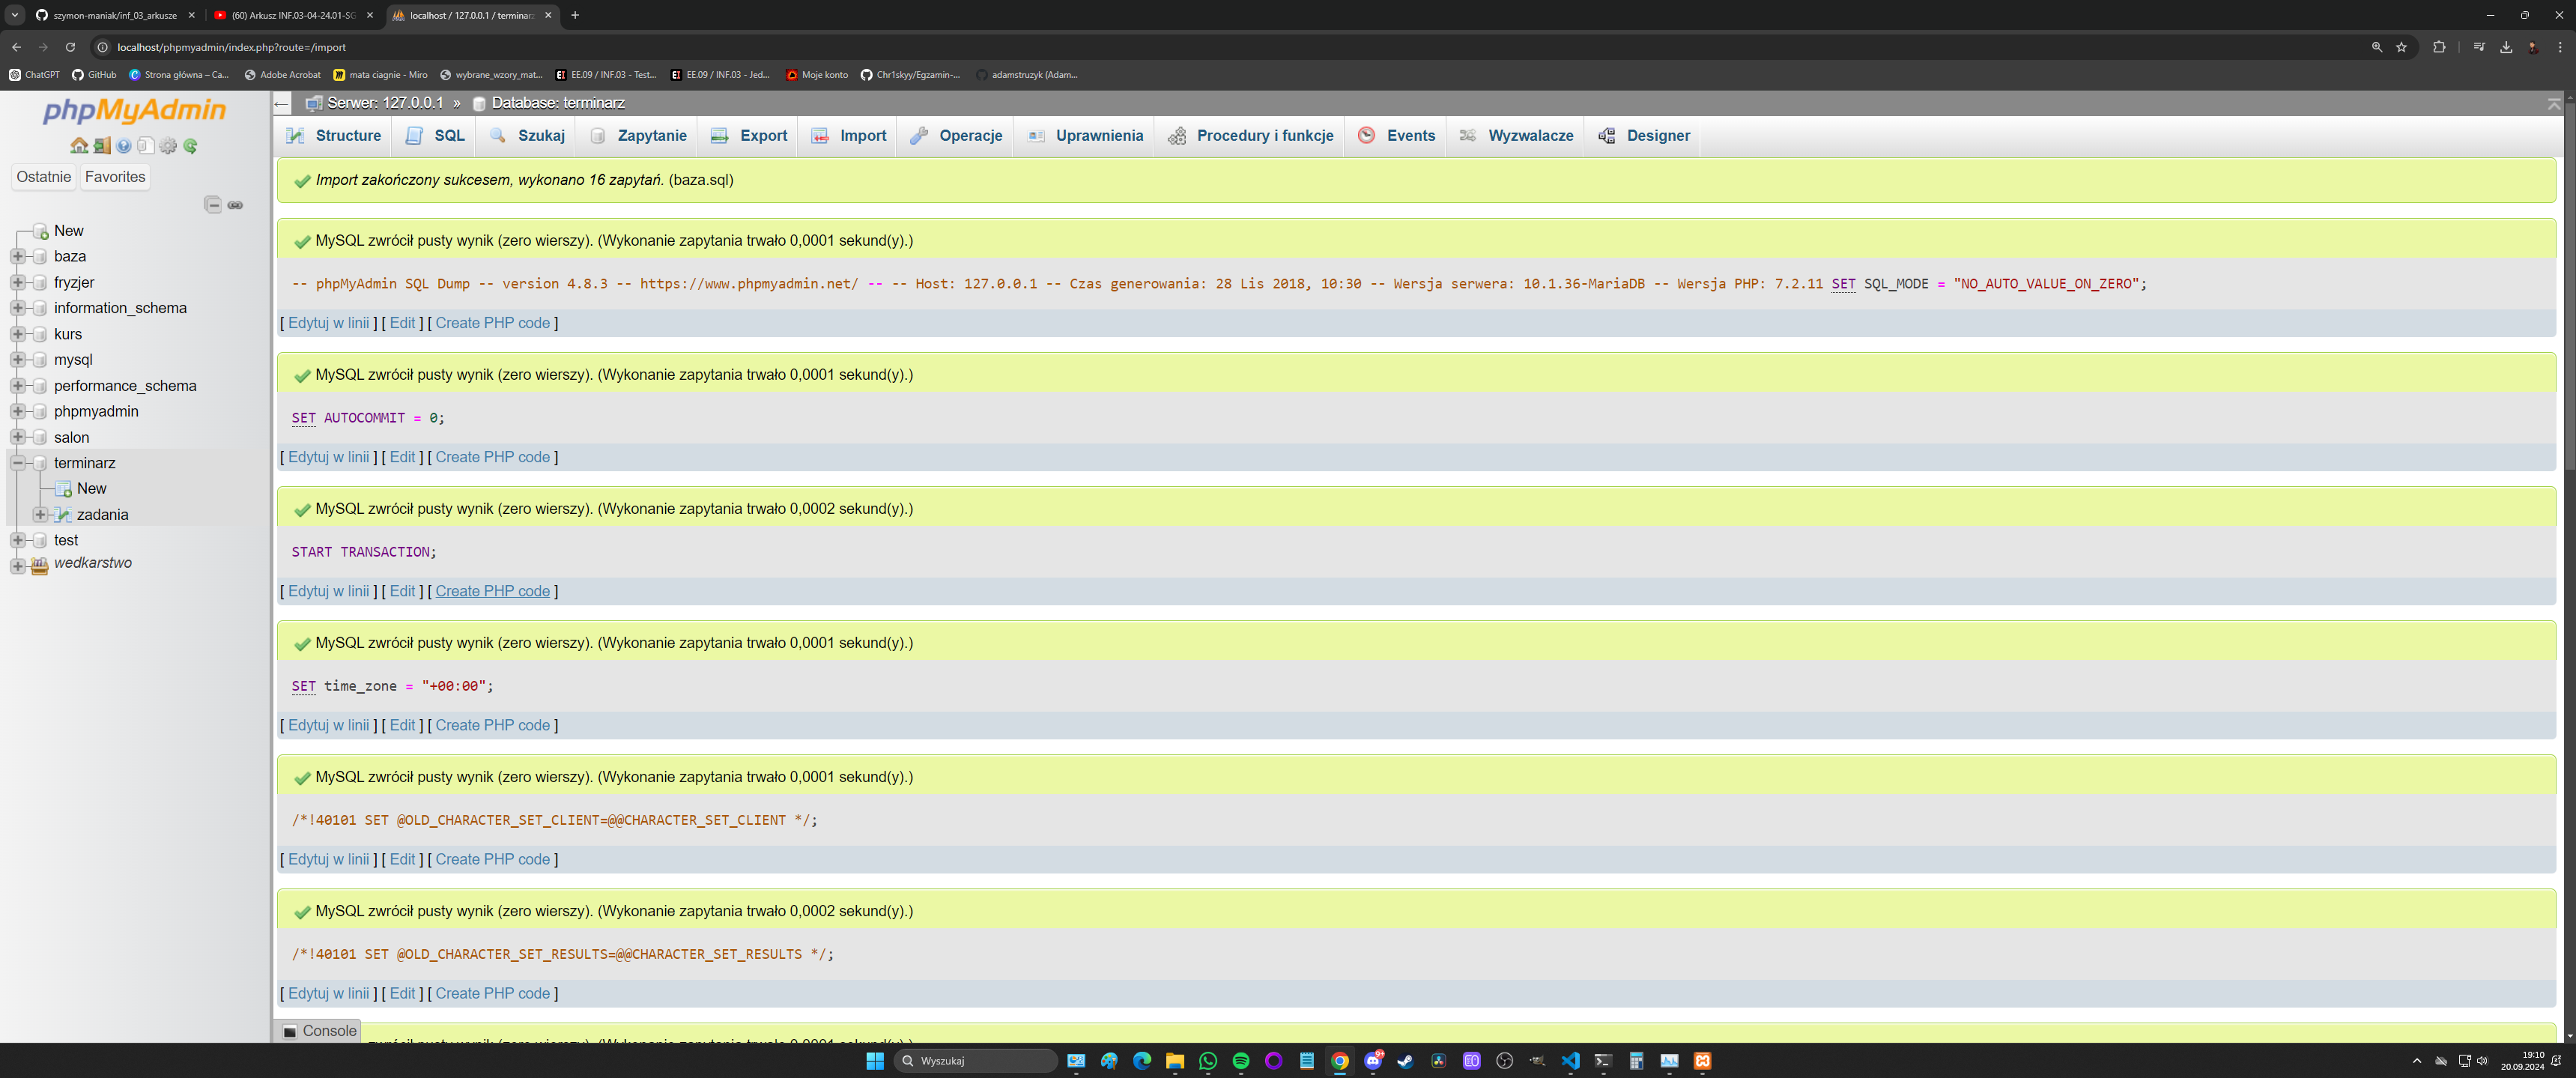 szymon-maniak/inf_03_arkusze
(60) Arkusz INF.03-04-24.01-SG
localhost / 127.0.0.1 / terminarz
localhost/phpmyadmin/index.php?route=/import
ChatGPT
GitHub
Strona główna – Ca...
Adobe Acrobat
mata ciagnie - Miro
wybrane_wzory_mat...
EE.09 / INF.03 - Test...
EE.09 / INF.03 - Jed...
Moje konto
Chr1skyy/Egzamin-...
adamstruzyk (Adam...
phpMyAdmin
Ostatnie Favorites
New
baza
fryzjer
information_schema
kurs
mysql
performance_schema
phpmyadmin
salon
terminarz
New
zadania
test
wedkarstwo
Serwer: 127.0.0.1 » Database: terminarz
Structure SQL Szukaj Zapytanie Export Import Operacje Uprawnienia Procedury i funkcje Events Wyzwalacze Designer
Import zakończony sukcesem, wykonano 16 zapytań. (baza.sql)
MySQL zwrócił pusty wynik (zero wierszy). (Wykonanie zapytania trwało 0,0001 sekund(y).)
-- phpMyAdmin SQL Dump -- version 4.8.3 -- https://www.phpmyadmin.net/ -- -- Host: 127.0.0.1 -- Czas generowania: 28 Lis 2018, 10:30 -- Wersja serwera: 10.1.36-MariaDB -- Wersja PHP: 7.2.11 SET SQL_MODE = "NO_AUTO_VALUE_ON_ZERO";
[ Edytuj w linii ] [ Edit ] [ Create PHP code ]
MySQL zwrócił pusty wynik (zero wierszy). (Wykonanie zapytania trwało 0,0001 sekund(y).)
SET AUTOCOMMIT = 0;
[ Edytuj w linii ] [ Edit ] [ Create PHP code ]
MySQL zwrócił pusty wynik (zero wierszy). (Wykonanie zapytania trwało 0,0002 sekund(y).)
START TRANSACTION;
[ Edytuj w linii ] [ Edit ] [ Create PHP code ]
MySQL zwrócił pusty wynik (zero wierszy). (Wykonanie zapytania trwało 0,0001 sekund(y).)
SET time_zone = "+00:00";
[ Edytuj w linii ] [ Edit ] [ Create PHP code ]
MySQL zwrócił pusty wynik (zero wierszy). (Wykonanie zapytania trwało 0,0001 sekund(y).)
/*!40101 SET @OLD_CHARACTER_SET_CLIENT=@@CHARACTER_SET_CLIENT */;
[ Edytuj w linii ] [ Edit ] [ Create PHP code ]
MySQL zwrócił pusty wynik (zero wierszy). (Wykonanie zapytania trwało 0,0002 sekund(y).)
/*!40101 SET @OLD_CHARACTER_SET_RESULTS=@@CHARACTER_SET_RESULTS */;
[ Edytuj w linii ] [ Edit ] [ Create PHP code ]
Console
zwrócił pusty wynik (zero wierszy). (Wykonanie zapytania trwało 0,0001 sekund(y).)
Wyszukaj
19:10
20.09.2024